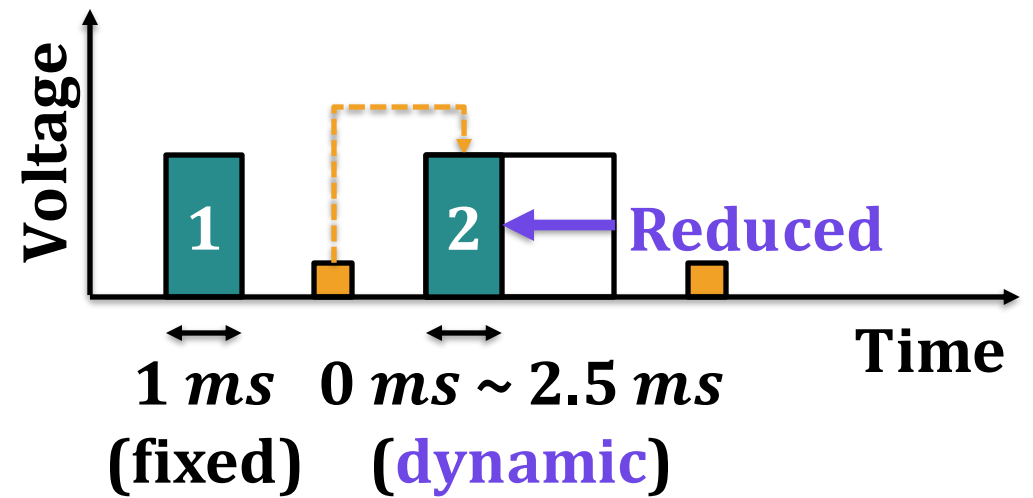 Voltage
1
2
Reduced
Time
1 ms 0 ms ~ 2.5 ms
(fixed) (dynamic)